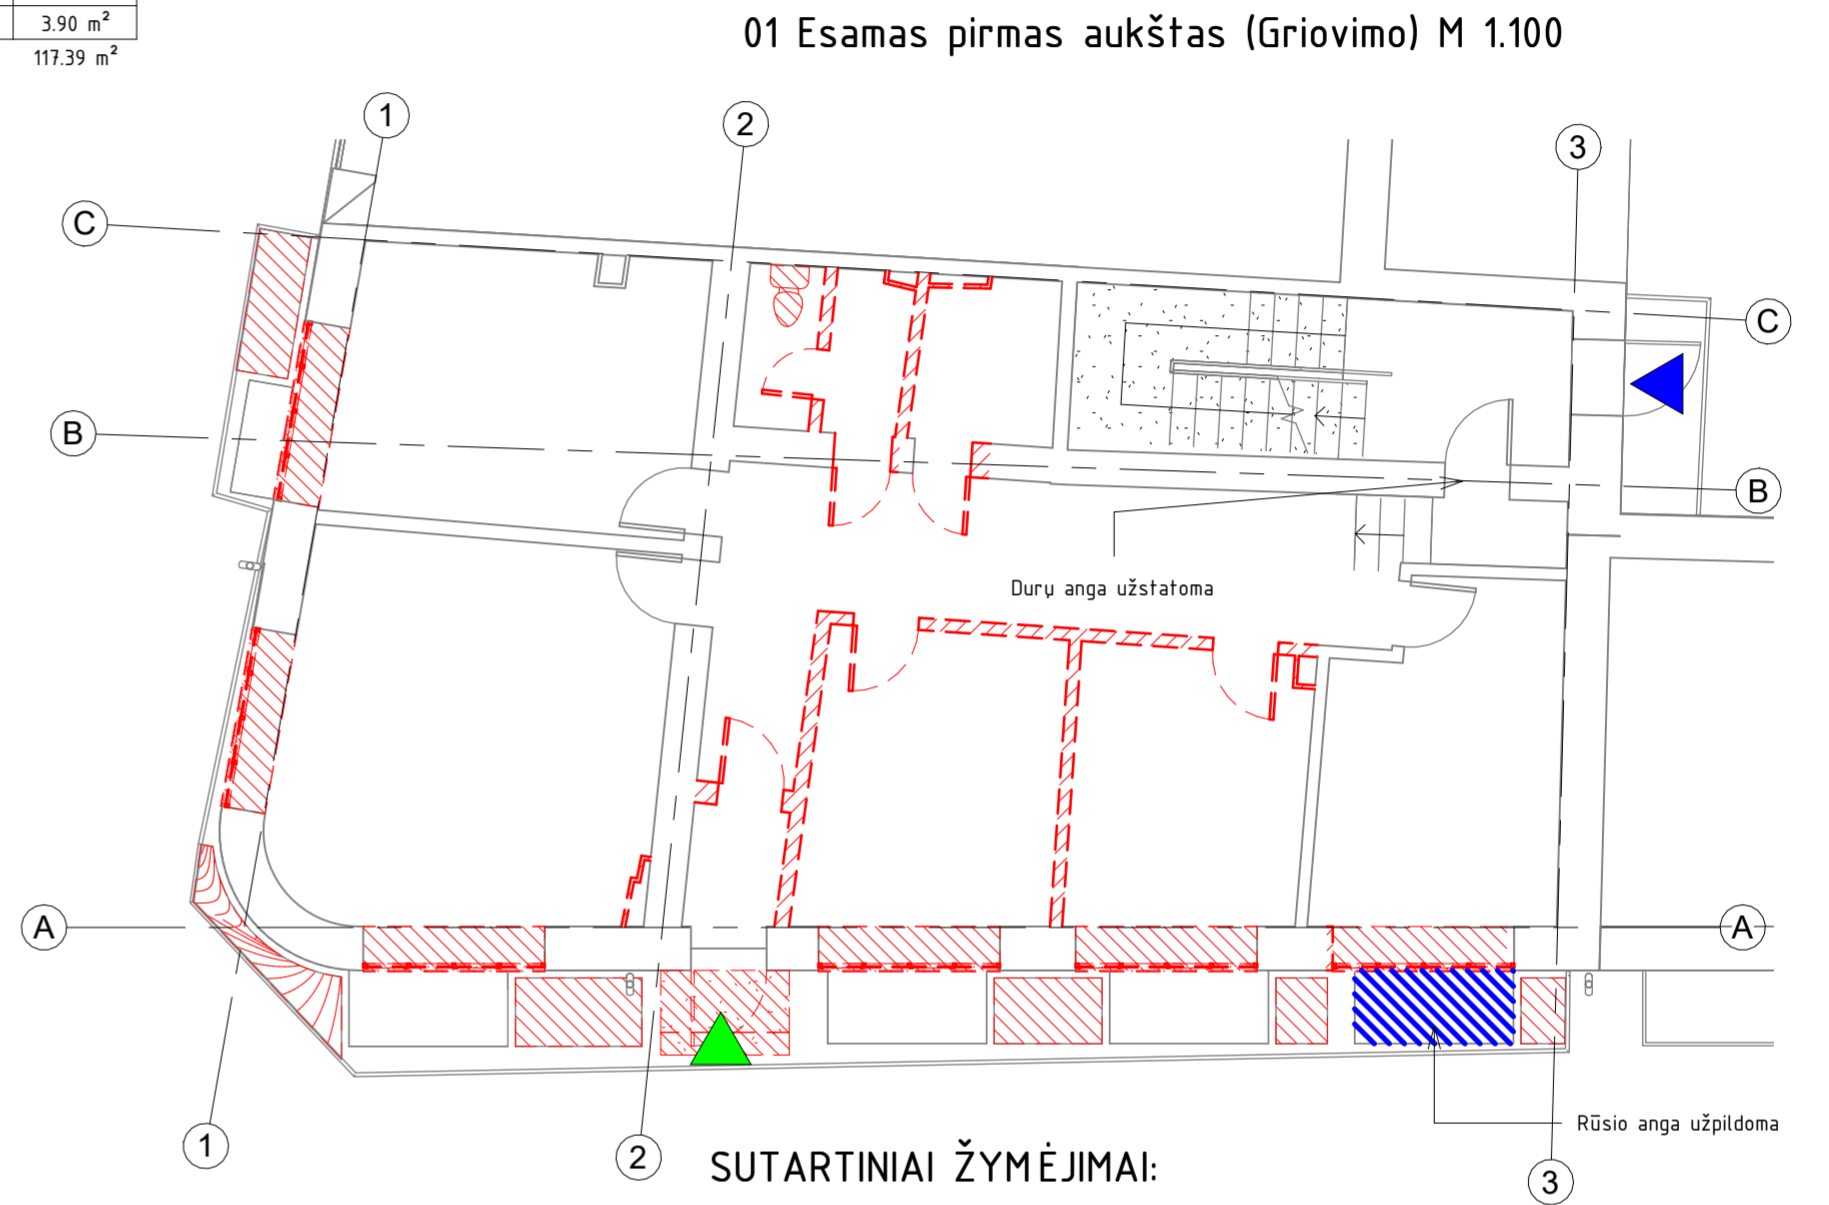 3.90 m²
117.39 m²
01 Esamas pirmas aukštas (Griovimo) M 1.100
1
2
3
C
C
B
B
Durų anga užstatoma
A
A
Rūsio anga užpildoma
1
2
3
SUTARTINIAI ŽYMĖJIMAI: